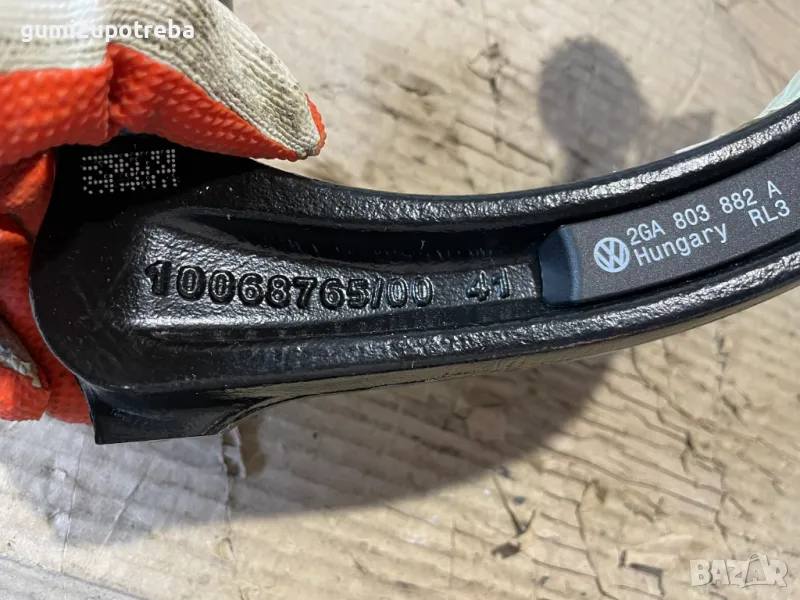 @ gumi2upotreba
10068765/00 41
2GA 803 882 A
Hungary RL3
BAZAR